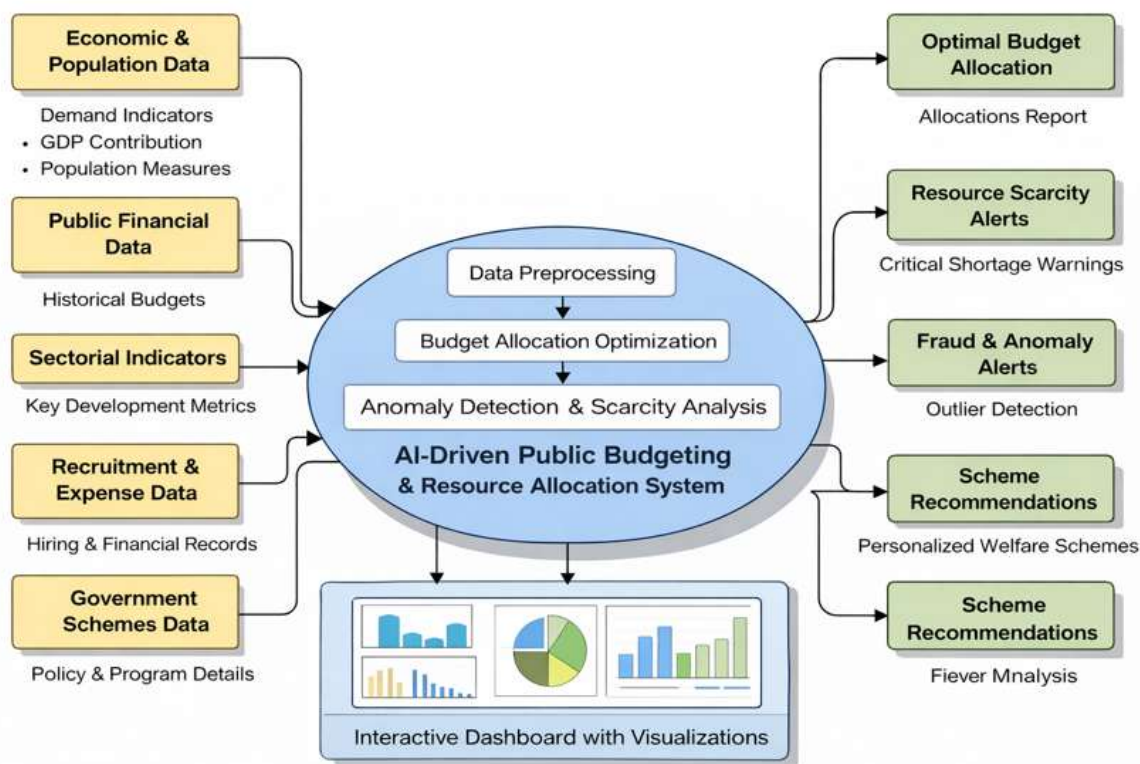 Economic &
Population Data
Demand Indicators
• GDP Contribution
• Population Measures
Public Financial
Data
Historical Budgets
Sectorial Indicators
Key Development Metrics
Recruitment &
Expense Data
Hiring & Financial Records
Government
Schemes Data
Policy & Program Details
Data Preprocessing
Budget Allocation Optimization
Anomaly Detection & Scarcity Analysis
AI-Driven Public Budgeting
& Resource Allocation System
Interactive Dashboard with Visualizations
Optimal Budget
Allocation
Allocations Report
Resource Scarcity
Alerts
Critical Shortage Warnings
Fraud & Anomaly
Alerts
Outlier Detection
Scheme
Recommendations
Personalized Welfare Schemes
Scheme
Recommendations
Fiever Mnalysis